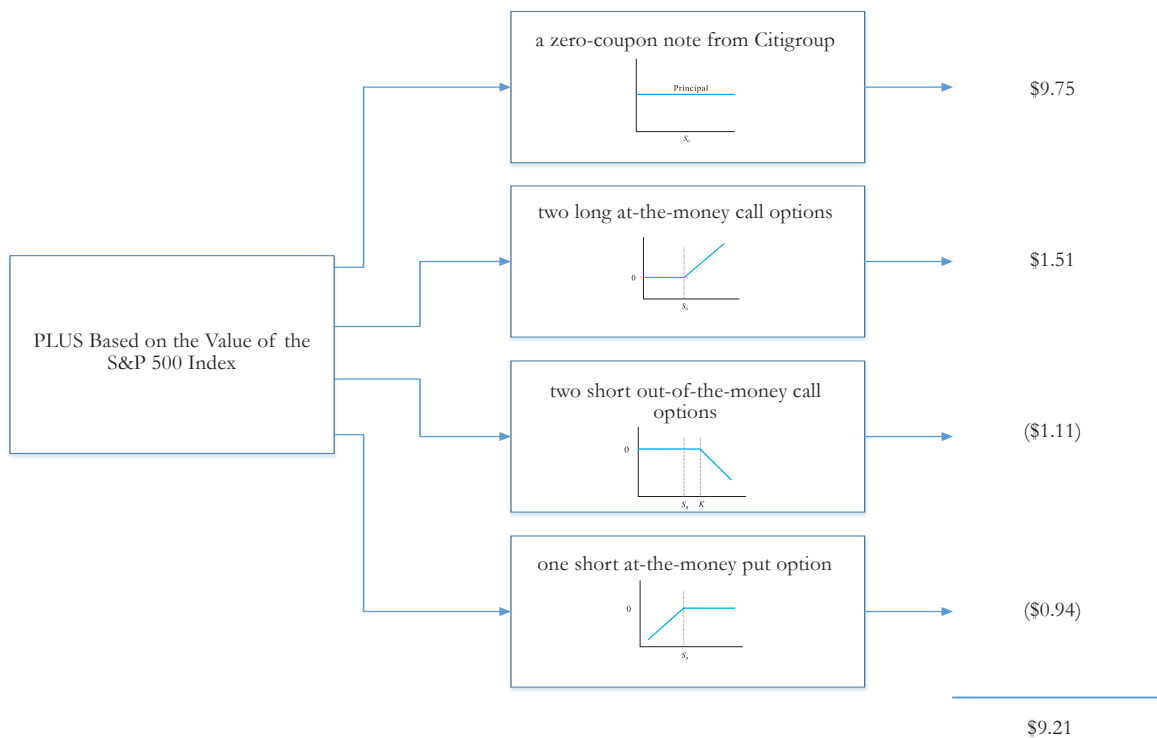 PLUS Based on the Value of the
S&P 500 Index
a zero-coupon note from Citigroup
Principal
S₀
$9.75
two long at-the-money call options
0
S₀
$1.51
two short out-of-the-money call
options
0
S₀ K
($1.11)
one short at-the-money put option
0
S₀
($0.94)
$9.21